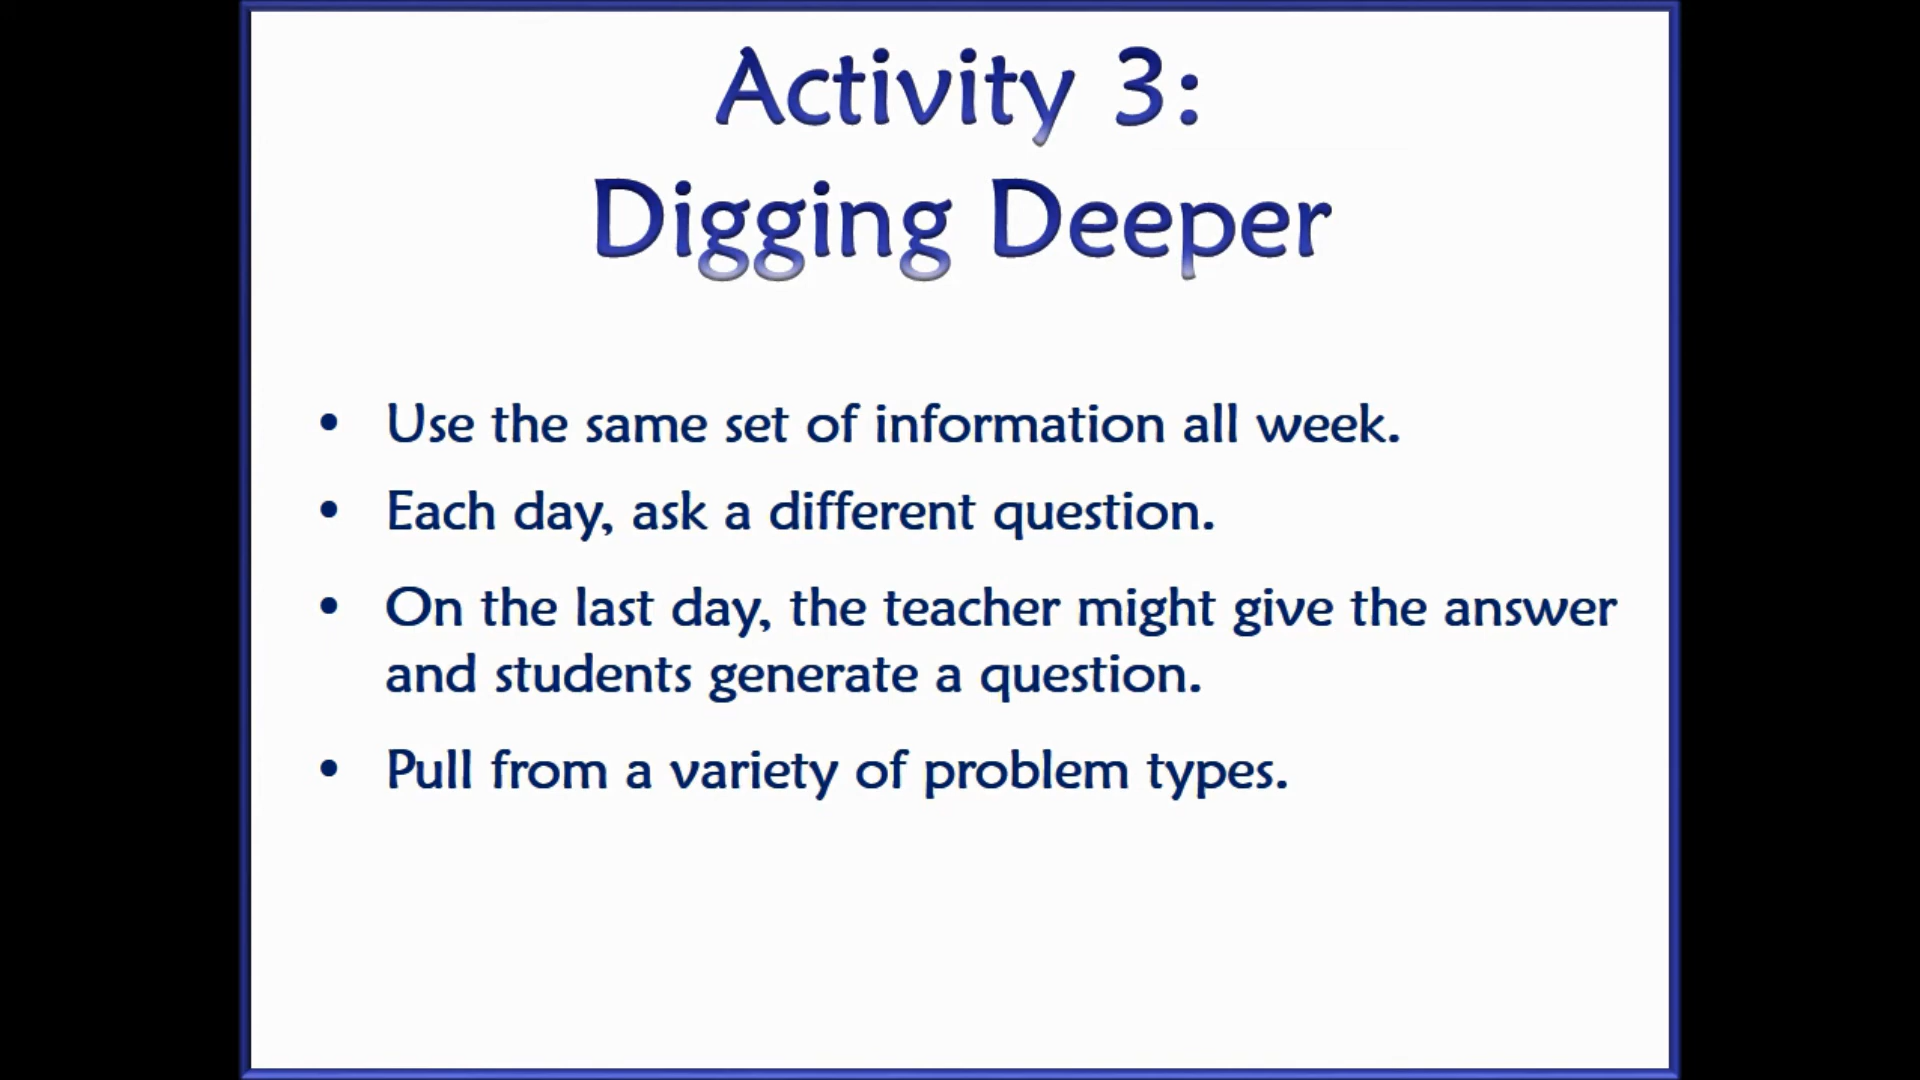 Activity 3:
Digging Deeper
• Use the same set of information all week.
• Each day, ask a different question.
• On the last day, the teacher might give the answer
and students generate a question.
• Pull from a variety of problem types.